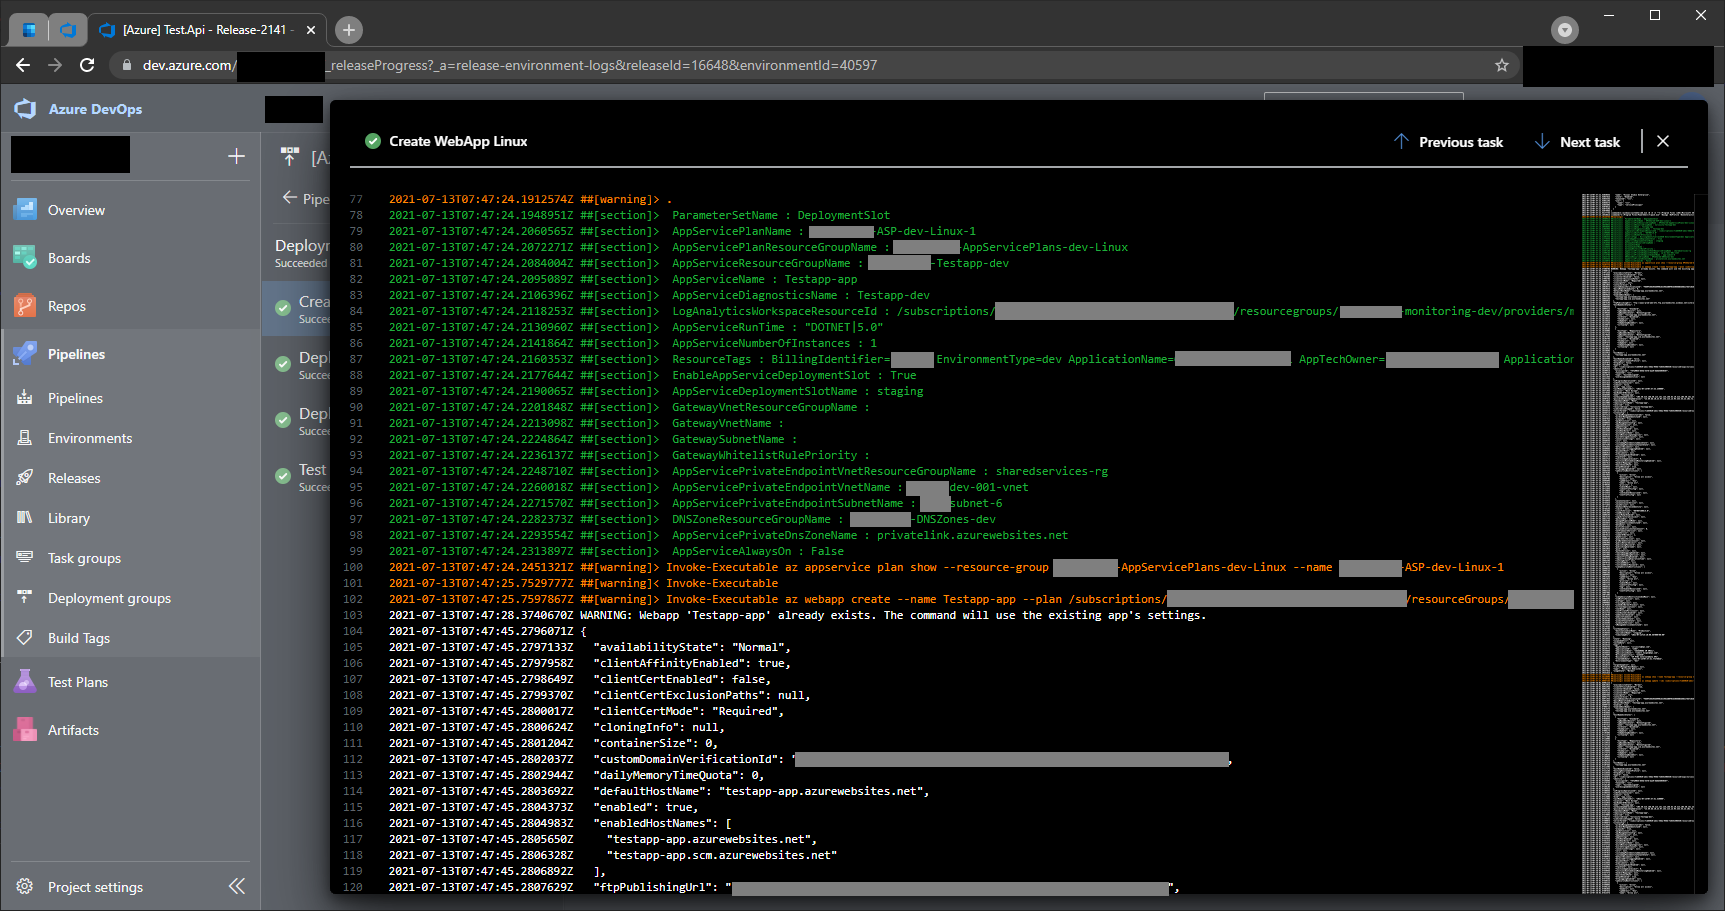 [Azure] Test.Api - Release-2141 -
dev.azure.com/
_releaseProgress?_a=release-environment-logs&releaseId=16648&environmentId=40597
Azure DevOps
Overview
Boards
Repos
Pipelines
Pipelines
Environments
Releases
Library
Task groups
Deployment groups
Build Tags
Test Plans
Artifacts
Project settings
[A
Pipe
Deployn
Succeeded
Crea
Succe
Dep
Succe
Dep
Succe
Test
Succe
Create WebApp Linux
Previous task
Next task
77 2021-07-13T07:47:24.1912574Z ##[warning]> .
78 2021-07-13T07:47:24.1948951Z ##[section]> ParameterSetName : DeploymentSlot
79 2021-07-13T07:47:24.2060565Z ##[section]> AppServicePlanName : -ASP-dev-Linux-1
80 2021-07-13T07:47:24.2072271Z ##[section]> AppServicePlanResourceGroupName : -AppServicePlans-dev-Linux
81 2021-07-13T07:47:24.2084004Z ##[section]> AppServiceResourceGroupName : -Testapp-dev
82 2021-07-13T07:47:24.2095089Z ##[section]> AppServiceName : Testapp-app
83 2021-07-13T07:47:24.2106396Z ##[section]> AppServiceDiagnosticsName : Testapp-dev
84 2021-07-13T07:47:24.2118253Z ##[section]> LogAnalyticsWorkspaceResourceId : /subscriptions/ /resourcegroups/ -monitoring-dev/providers/m
85 2021-07-13T07:47:24.2130960Z ##[section]> AppServiceRunTime : "DOTNET|5.0"
86 2021-07-13T07:47:24.2141864Z ##[section]> AppServiceNumberOfInstances : 1
87 2021-07-13T07:47:24.2160353Z ##[section]> ResourceTags : BillingIdentifier= EnvironmentType=dev ApplicationName= AppTechOwner= Application
88 2021-07-13T07:47:24.2177644Z ##[section]> EnableAppServiceDeploymentSlot : True
89 2021-07-13T07:47:24.2190065Z ##[section]> AppServiceDeploymentSlotName : staging
90 2021-07-13T07:47:24.2201848Z ##[section]> GatewayVnetResourceGroupName :
91 2021-07-13T07:47:24.2213098Z ##[section]> GatewayVnetName :
92 2021-07-13T07:47:24.2224864Z ##[section]> GatewaySubnetName :
93 2021-07-13T07:47:24.2236137Z ##[section]> GatewayWhitelistRulePriority :
94 2021-07-13T07:47:24.2248710Z ##[section]> AppServicePrivateEndpointVnetResourceGroupName : sharedservices-rg
95 2021-07-13T07:47:24.2260018Z ##[section]> AppServicePrivateEndpointVnetName : dev-001-vnet
96 2021-07-13T07:47:24.2271570Z ##[section]> AppServicePrivateEndpointSubnetName : subnet-6
97 2021-07-13T07:47:24.2282373Z ##[section]> DNSZoneResourceGroupName : -DNSZones-dev
98 2021-07-13T07:47:24.2293554Z ##[section]> AppServicePrivateDnsZoneName : privatelink.azurewebsites.net
99 2021-07-13T07:47:24.2313897Z ##[section]> AppServiceAlwaysOn : False
100 2021-07-13T07:47:24.2451321Z ##[warning]> Invoke-Executable az appservice plan show --resource-group -AppServicePlans-dev-Linux --name -ASP-dev-Linux-1
101 2021-07-13T07:47:25.7529777Z ##[warning]< Invoke-Executable
102 2021-07-13T07:47:25.7597867Z ##[warning]> Invoke-Executable az webapp create --name Testapp-app --plan /subscriptions/ /resourceGroups/
103 2021-07-13T07:47:28.3740670Z WARNING: Webapp 'Testapp-app' already exists. The command will use the existing app's settings.
104 2021-07-13T07:47:45.2796071Z {
105 2021-07-13T07:47:45.2797133Z "availabilityState": "Normal",
106 2021-07-13T07:47:45.2797958Z "clientAffinityEnabled": true,
107 2021-07-13T07:47:45.2798649Z "clientCertEnabled": false,
108 2021-07-13T07:47:45.2799370Z "clientCertExclusionPaths": null,
109 2021-07-13T07:47:45.2800017Z "clientCertMode": "Required",
110 2021-07-13T07:47:45.2800624Z "cloningInfo": null,
111 2021-07-13T07:47:45.2801204Z "containerSize": 0,
112 2021-07-13T07:47:45.2802037Z "customDomainVerificationId": " ,
113 2021-07-13T07:47:45.2802944Z "dailyMemoryTimeQuota": 0,
114 2021-07-13T07:47:45.2803692Z "defaultHostName": "testapp-app.azurewebsites.net",
115 2021-07-13T07:47:45.2804373Z "enabled": true,
116 2021-07-13T07:47:45.2804983Z "enabledHostNames": [
117 2021-07-13T07:47:45.2805650Z "testapp-app.azurewebsites.net",
118 2021-07-13T07:47:45.2806328Z "testapp-app.scm.azurewebsites.net"
119 2021-07-13T07:47:45.2806892Z ],
120 2021-07-13T07:47:45.2807629Z "ftpPublishingUrl": " ",